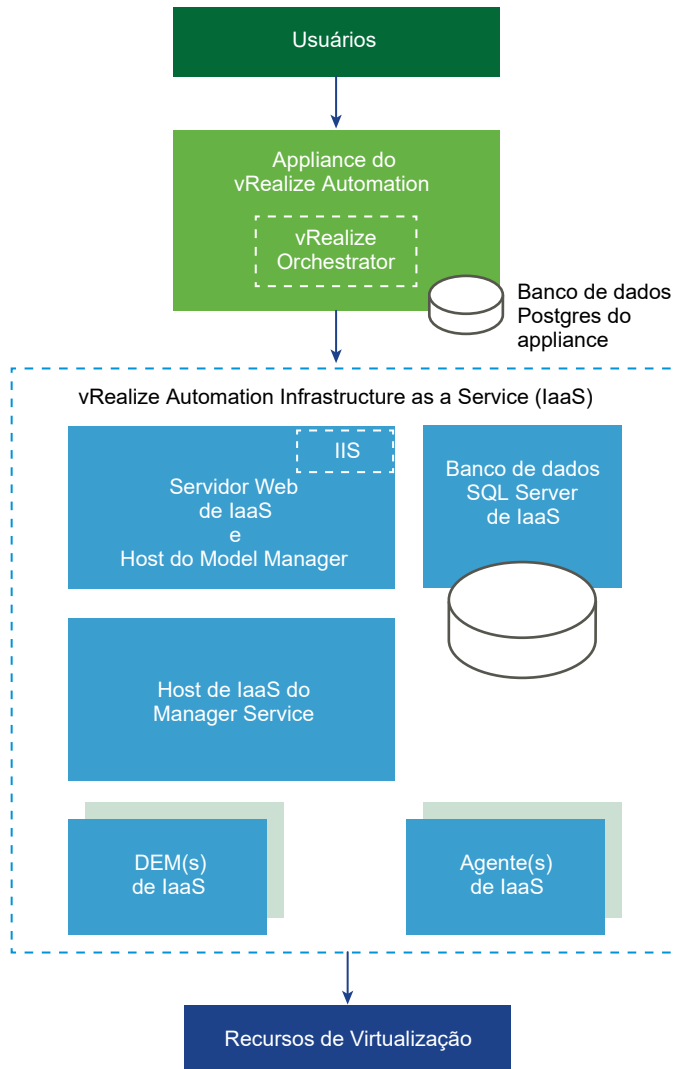 Usuários
Appliance do
vRealize Automation
vRealize
Orchestrator
Banco de dados
Postgres do
appliance
vRealize Automation Infrastructure as a Service (IaaS)
IIS
Servidor Web
de IaaS
e
Host do Model Manager
Banco de dados
SQL Server
de IaaS
Host de IaaS do
Manager Service
DEM(s)
de IaaS
Agente(s)
de IaaS
Recursos de Virtualização